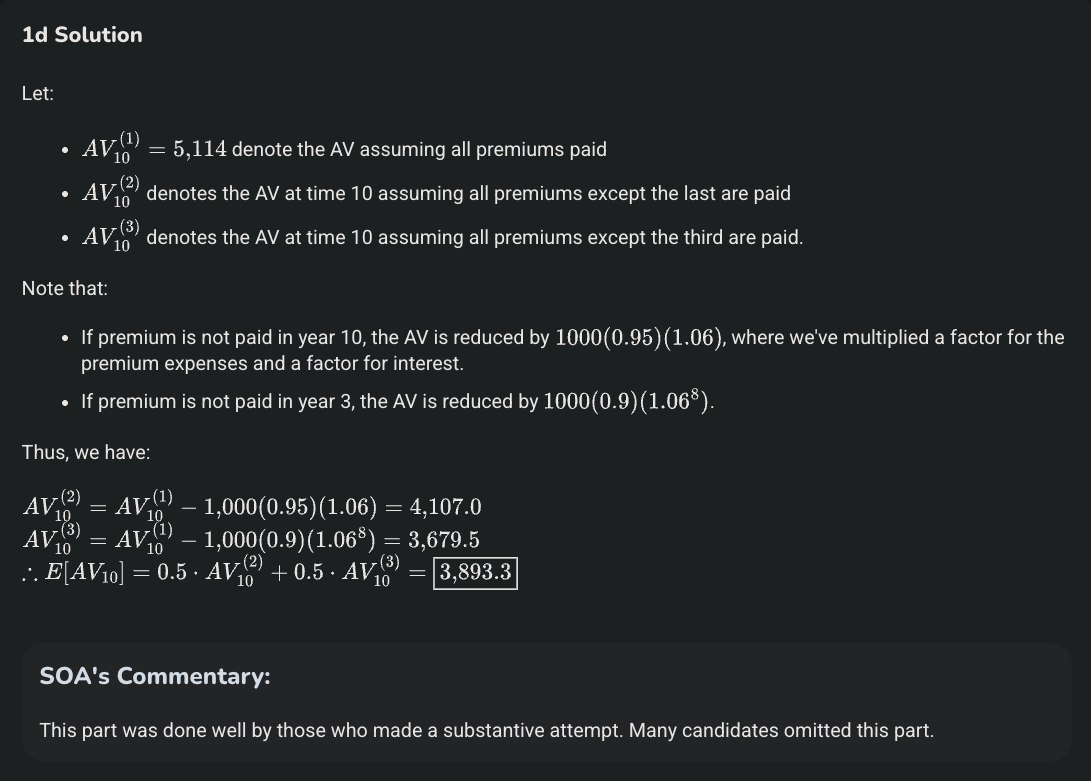 1d Solution
Let:
• $AV_{10}^{(1)} = 5{,}114$ denote the AV assuming all premiums paid
• $AV_{10}^{(2)}$ denotes the AV at time 10 assuming all premiums except the last are paid
• $AV_{10}^{(3)}$ denotes the AV at time 10 assuming all premiums except the third are paid.
Note that:
• If premium is not paid in year 10, the AV is reduced by $1000(0.95)(1.06)$, where we've multiplied a factor for the
premium expenses and a factor for interest.
• If premium is not paid in year 3, the AV is reduced by $1000(0.9)(1.06^8)$.
Thus, we have:
$AV_{10}^{(2)} = AV_{10}^{(1)} - 1{,}000(0.95)(1.06) = 4{,}107.0$
$AV_{10}^{(3)} = AV_{10}^{(1)} - 1{,}000(0.9)(1.06^8) = 3{,}679.5$
$\therefore E[AV_{10}] = 0.5 \cdot AV_{10}^{(2)} + 0.5 \cdot AV_{10}^{(3)} = \boxed{3{,}893.3}$
SOA's Commentary:
This part was done well by those who made a substantive attempt. Many candidates omitted this part.